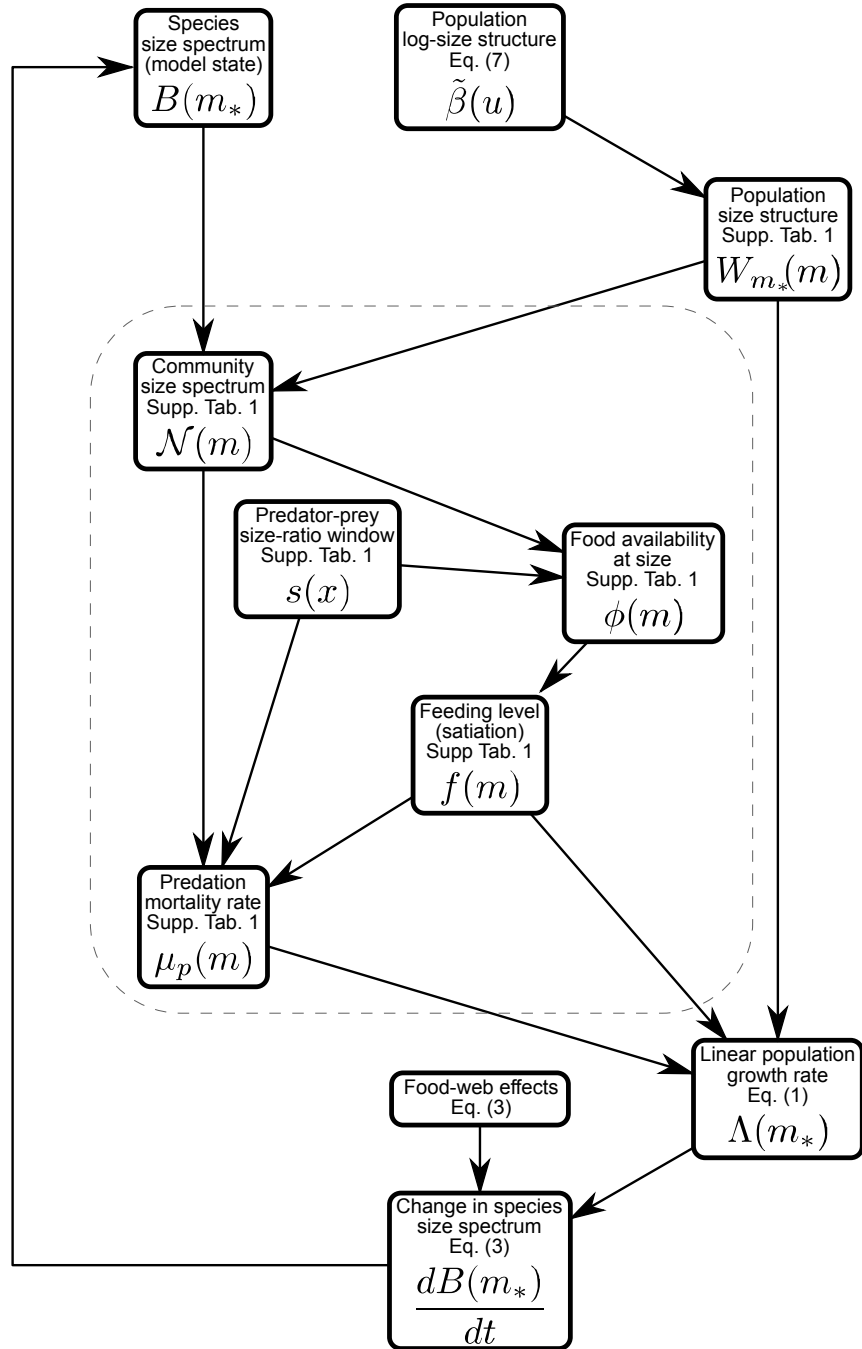 Species
size spectrum
(model state)
B(m_*)
Population
log-size structure
Eq. (7)
β̃(u)
Population
size structure
Supp. Tab. 1
W_{m_*}(m)
Community
size spectrum
Supp. Tab. 1
𝒩(m)
Predator-prey
size-ratio window
Supp. Tab. 1
s(x)
Food availability
at size
Supp. Tab. 1
ϕ(m)
Feeding level
(satiation)
Supp Tab. 1
f(m)
Predation
mortality rate
Supp. Tab. 1
μ_p(m)
Linear population
growth rate
Eq. (1)
Λ(m_*)
Food-web effects
Eq. (3)
Change in species
size spectrum
Eq. (3)
dB(m_*)
dt